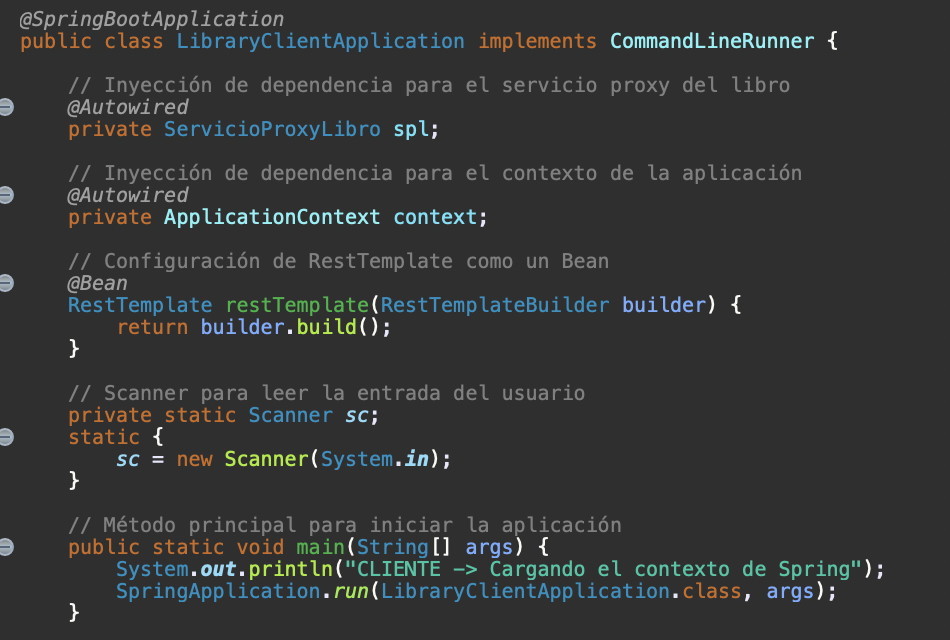 @SpringBootApplication
public class LibraryClientApplication implements CommandLineRunner {
// Inyección de dependencia para el servicio proxy del libro
@Autowired
private ServicioProxyLibro spl;
// Inyección de dependencia para el contexto de la aplicación
@Autowired
private ApplicationContext context;
// Configuración de RestTemplate como un Bean
@Bean
RestTemplate restTemplate(RestTemplateBuilder builder) {
return builder.build();
}
// Scanner para leer la entrada del usuario
private static Scanner sc;
static {
sc = new Scanner(System.in);
}
// Método principal para iniciar la aplicación
public static void main(String[] args) {
System.out.println("CLIENTE -> Cargando el contexto de Spring");
SpringApplication.run(LibraryClientApplication.class, args);
}